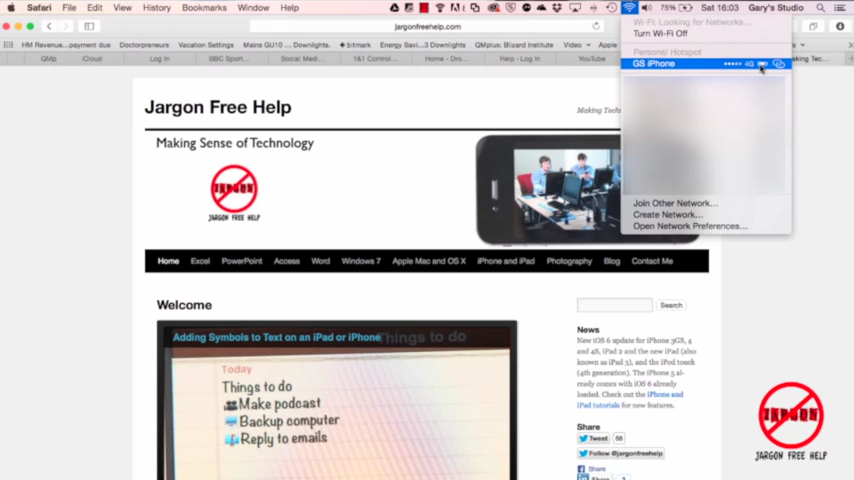 Safari File Edit View History Bookmarks Window Help
75% Sat 16:03 Gary's Studio
jargonfreehelp.com
HM Revenue...payment due Doctorpreneurs Vacation Settings Mains GU10 Downlights. bitmark Energy Savi...3 Downlights. QMplus: Blizard Institute Video
QMp iCloud Log In BBC Sport... Social Medi... 1&1 Control... Home - Dro... Help - Log In YouTube
Wi-Fi: Looking for Networks...
Turn Wi-Fi Off
Personal Hotspot
GS iPhone 4G
Join Other Network...
Create Network...
Open Network Preferences...
Jargon Free Help
Making Sense of Technology
JARGON
JARGON FREE HELP
Home Excel PowerPoint Access Word Windows 7 Apple Mac and OS X iPhone and iPad Photography Blog Contact Me
Welcome
Adding Symbols to Text on an iPad or iPhone
Things to do
Today
Things to do
Make podcast
Backup computer
Reply to emails
Search
News
New iOS 6 update for iPhone 3GS, 4
and 4S, iPad 2 and the new iPad (also
known as iPad 3), and the iPod touch
(4th generation). The iPhone 5 al-
ready comes with iOS 6 already
loaded. Check out the iPhone and
iPad tutorials for new features.
Share
Tweet 68
Follow @jargonfreehelp
Share
JARGON
JARGON FREE HELP